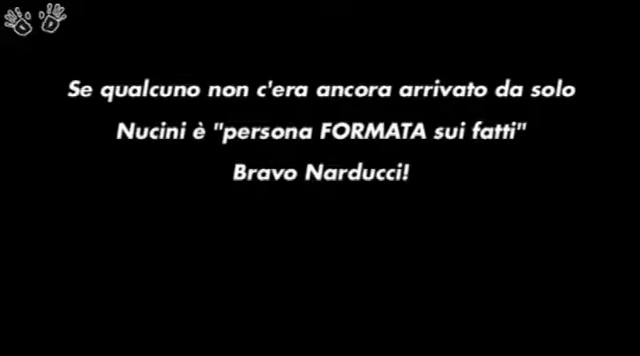 Se qualcuno non c'era ancora arrivato da solo
Nucini è "persona FORMATA sui fatti"
Bravo Narducci!